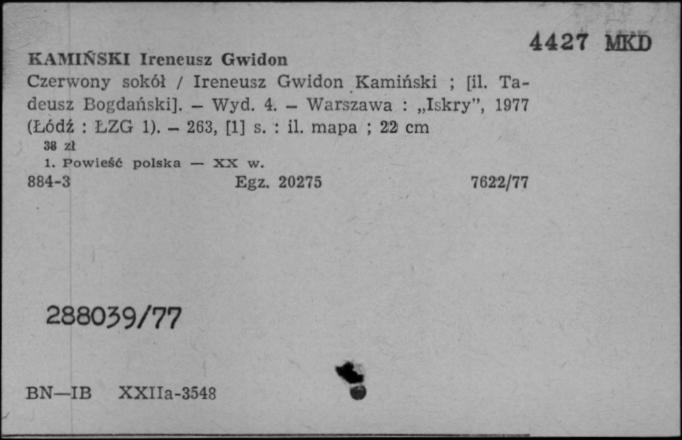 4427 MKD
KAMIŃSKI Ireneusz Gwidon
Czerwony sokół / Ireneusz Gwidon Kamiński ; [il. Ta-
deusz Bogdański]. — Wyd. 4. — Warszawa : „Iskry”, 1977
(Łódź : ŁZG 1). — 263, [1] s. : il. mapa ; 22 cm
38 zł
1. Powieść polska — XX w.
884-3 Egz. 20275 7622/77
288039/77
BN—IB XXIIa-3548